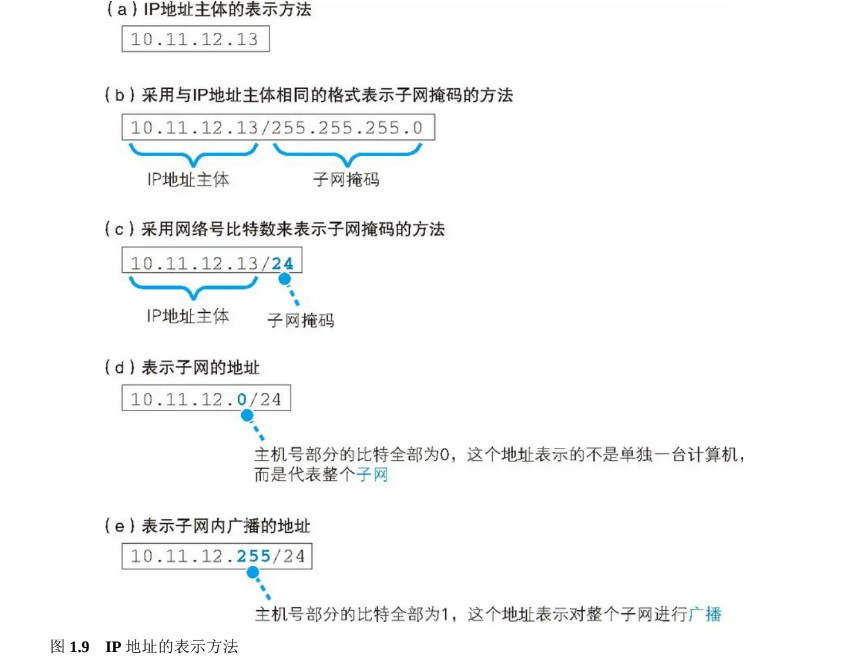 (a)IP地址主体的表示方法
10.11.12.13
(b)采用与IP地址主体相同的格式表示子网掩码的方法
10.11.12.13/255.255.255.0
IP地址主体 子网掩码
(c)采用网络号比特数来表示子网掩码的方法
10.11.12.13/24
IP地址主体 子网掩码
(d)表示子网的地址
10.11.12.0/24
主机号部分的比特全部为0，这个地址表示的不是单独一台计算机，
而是代表整个子网
(e)表示子网内广播的地址
10.11.12.255/24
主机号部分的比特全部为1，这个地址表示对整个子网进行广播
图 1.9 IP 地址的表示方法